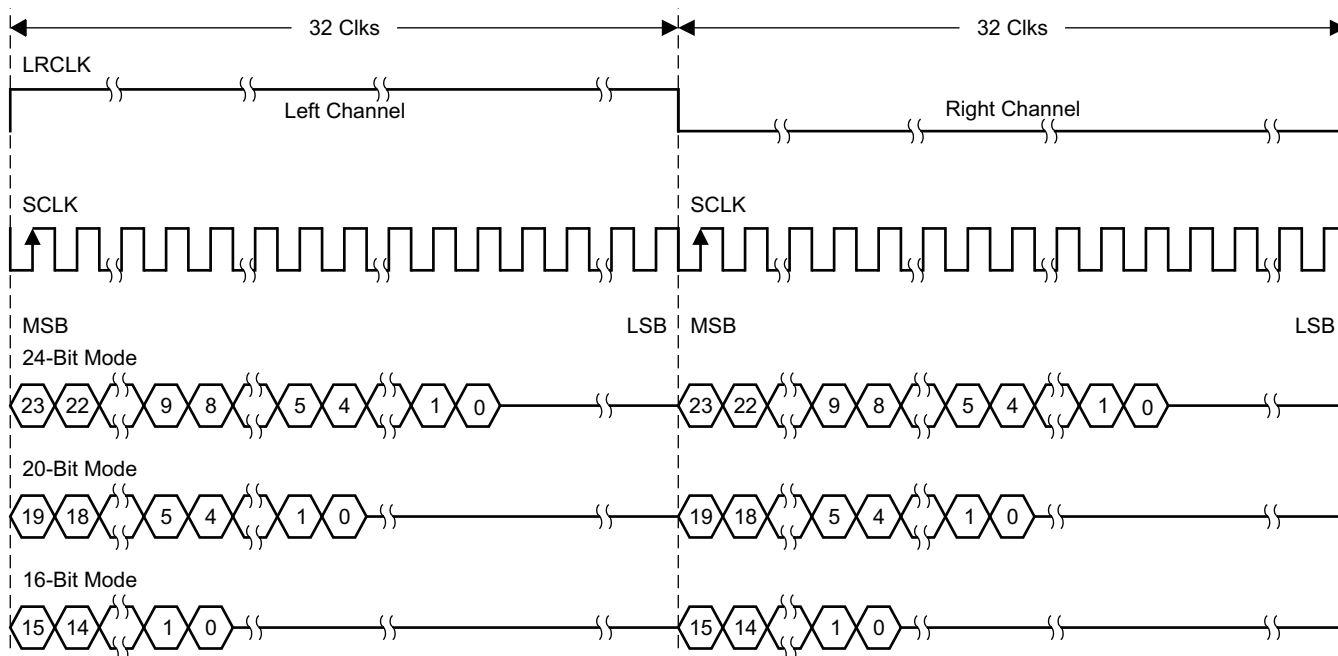 32 Clks 32 Clks
LRCLK
Left Channel Right Channel
SCLK SCLK
MSB LSB MSB LSB
24-Bit Mode
23 22 9 8 5 4 1 0 23 22 9 8 5 4 1 0
20-Bit Mode
19 18 5 4 1 0 19 18 5 4 1 0
16-Bit Mode
15 14 1 0 15 14 1 0